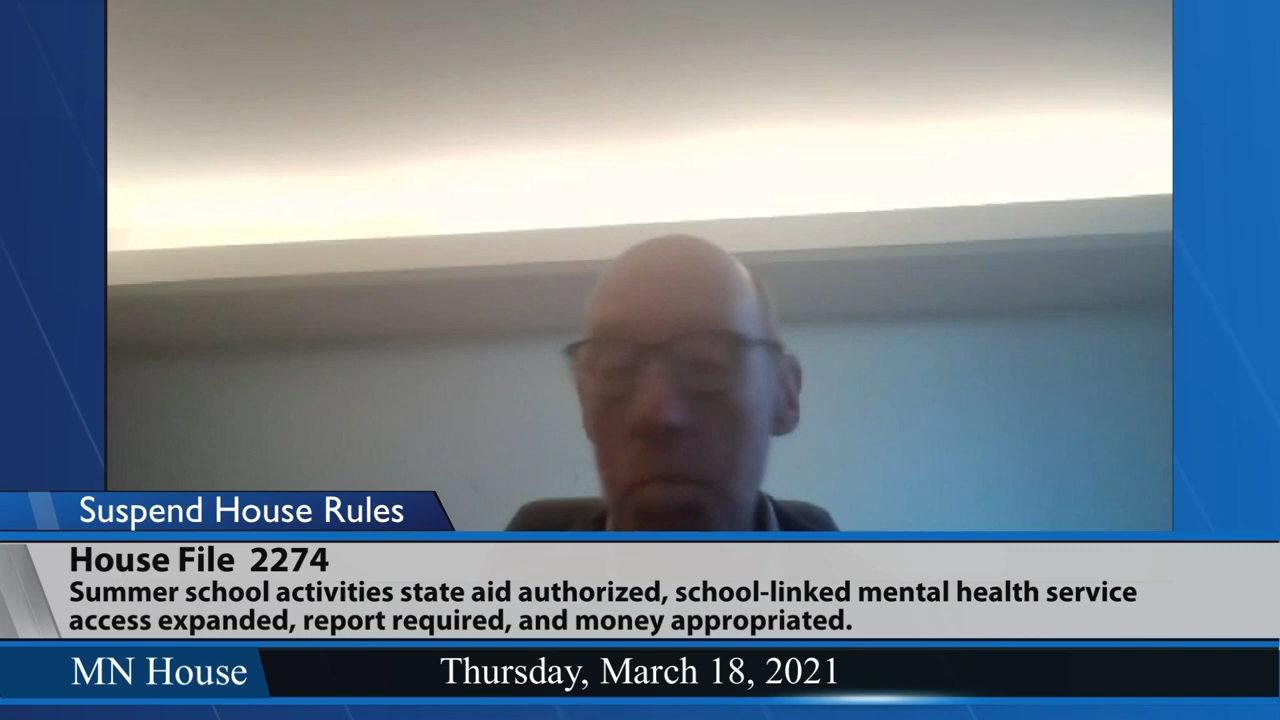 Suspend House Rules
House File 2274
Summer school activities state aid authorized, school-linked mental health service
access expanded, report required, and money appropriated.
MN House
Thursday, March 18, 2021